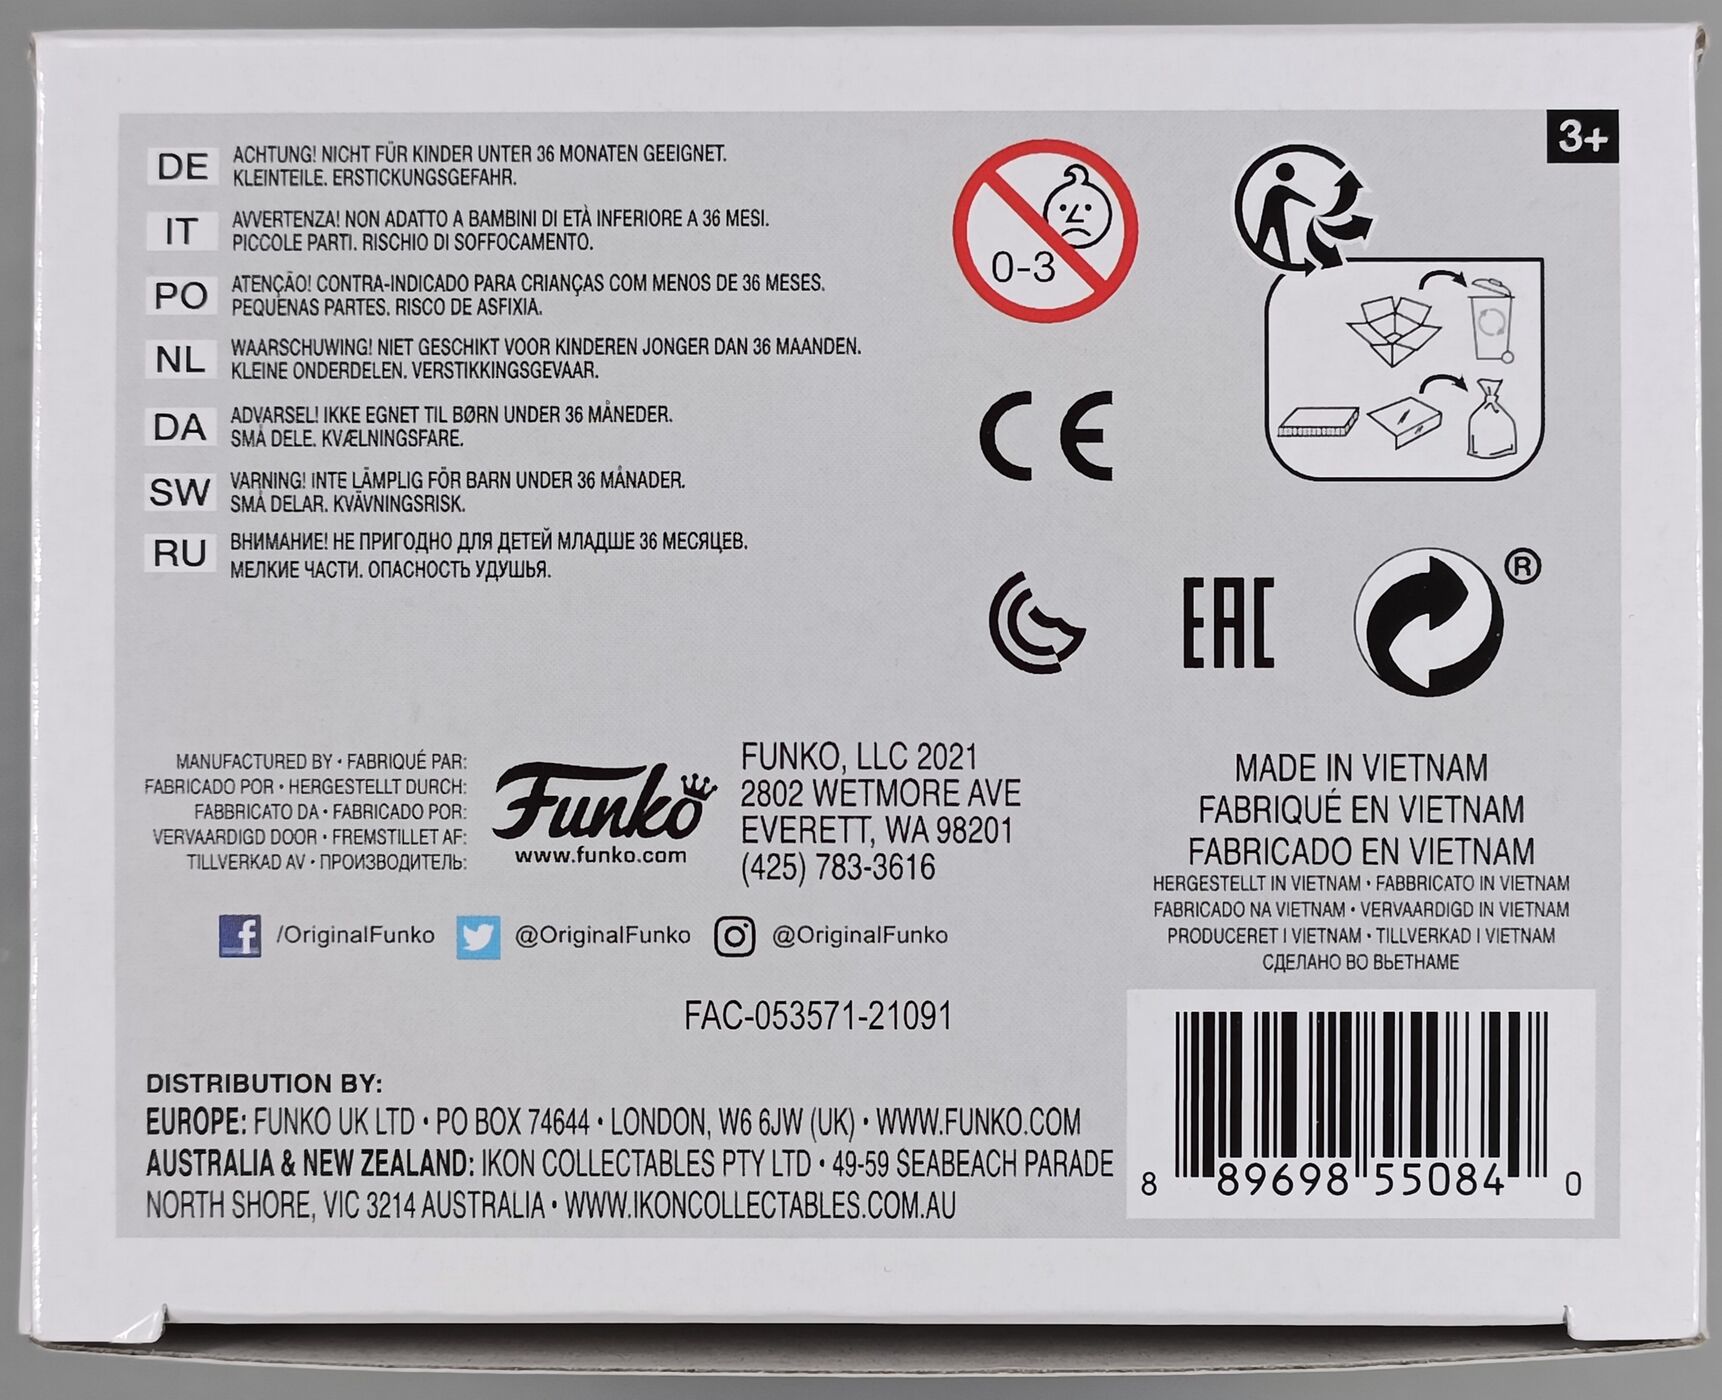 3+
DE
ACHTUNG! NICHT FÜR KINDER UNTER 36 MONATEN GEEIGNET.
KLEINTEILE. ERSTICKUNGSGEFAHR.
IT
AVVERTENZA! NON ADATTO A BAMBINI DI ETÀ INFERIORE A 36 MESI.
PICCOLE PARTI. RISCHIO DI SOFFOCAMENTO.
PO
ATENÇÃO! CONTRA-INDICADO PARA CRIANÇAS COM MENOS DE 36 MESES.
PEQUENAS PARTES. RISCO DE ASFIXIA.
NL
WAARSCHUWING! NIET GESCHIKT VOOR KINDEREN JONGER DAN 36 MAANDEN.
KLEINE ONDERDELEN. VERSTIKKINGSGEVAAR.
DA
ADVARSEL! IKKE EGNET TIL BØRN UNDER 36 MÅNEDER.
SMÅ DELE. KVÆLNINGSFARE.
SW
VARNING! INTE LÄMPLIG FÖR BARN UNDER 36 MÅNADER.
SMÅ DELAR. KVÄVNINGSRISK.
RU
ВНИМАНИЕ! НЕ ПРИГОДНО ДЛЯ ДЕТЕЙ МЛАДШЕ 36 МЕСЯЦЕВ.
МЕЛКИЕ ЧАСТИ. ОПАСНОСТЬ УДУШЬЯ.
0-3
CE
EAC
®
MANUFACTURED BY • FABRIQUÉ PAR:
FABRICADO POR • HERGESTELLT DURCH:
FABBRICATO DA • FABRICADO POR:
VERVAARDIGD DOOR • FREMSTILLET AF:
TILLVERKAD AV • ПРОИЗВОДИТЕЛЬ:
Funko
www.funko.com
FUNKO, LLC 2021
2802 WETMORE AVE
EVERETT, WA 98201
(425) 783-3616
/OriginalFunko @OriginalFunko @OriginalFunko
MADE IN VIETNAM
FABRIQUÉ EN VIETNAM
FABRICADO EN VIETNAM
HERGESTELLT IN VIETNAM • FABBRICATO IN VIETNAM
FABRICADO NA VIETNAM • VERVAARDIGD IN VIETNAM
PRODUCERET I VIETNAM • TILLVERKAD I VIETNAM
СДЕЛАНО ВО ВЬЕТНАМЕ
FAC-053571-21091
DISTRIBUTION BY:
EUROPE: FUNKO UK LTD • PO BOX 74644 • LONDON, W6 6JW (UK) • WWW.FUNKO.COM
AUSTRALIA & NEW ZEALAND: IKON COLLECTABLES PTY LTD • 49-59 SEABEACH PARADE
NORTH SHORE, VIC 3214 AUSTRALIA • WWW.IKONCOLLECTABLES.COM.AU
8 89698 55084 0